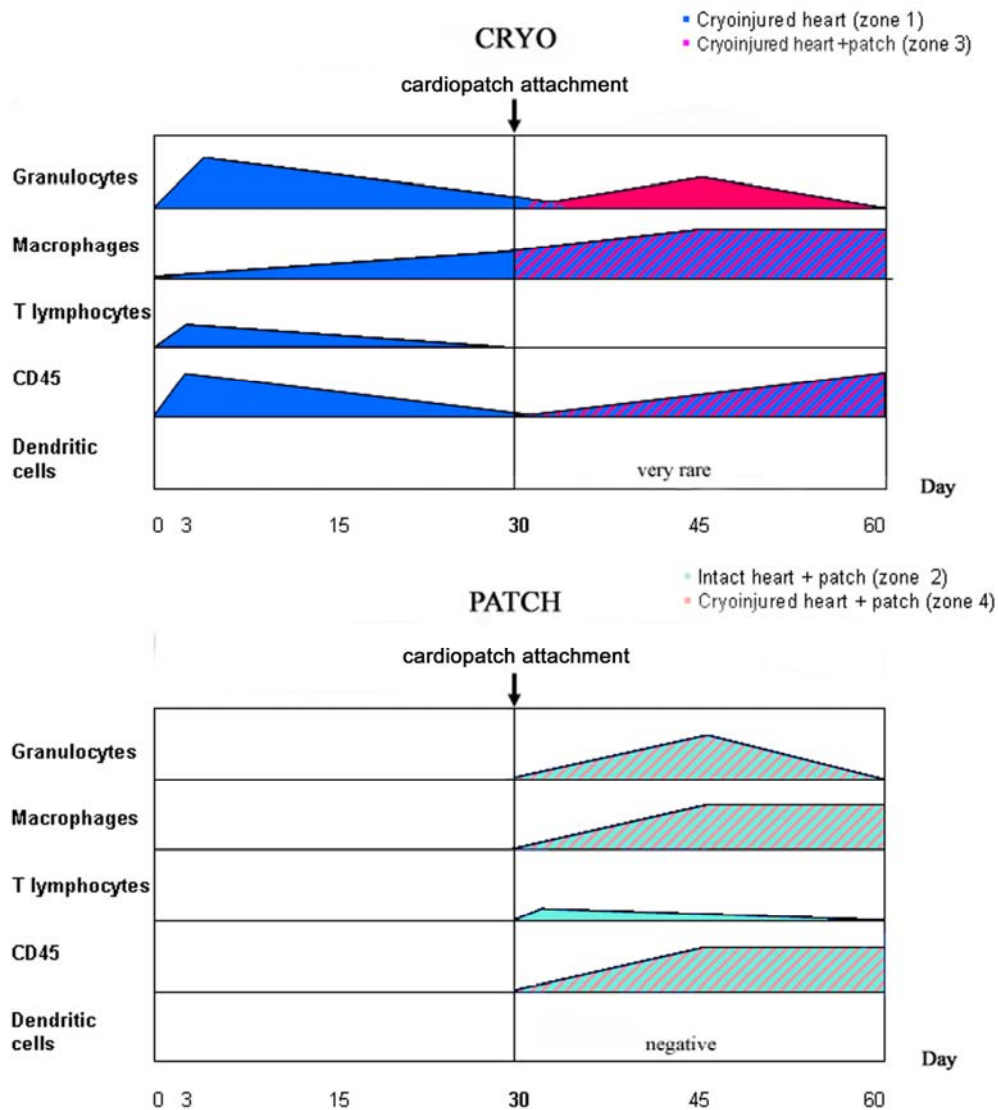 Cryoinjured heart (zone 1)
CRYO
Cryoinjured heart+patch (zone 3)
cardiopatch attachment
Granulocytes
Macrophages
T lymphocytes
CD45
Dendritic
cells
very rare
Day
0 3 15 30 45 60
Intact heart + patch (zone 2)
PATCH
Cryoinjured heart + patch (zone 4)
cardiopatch attachment
Granulocytes
Macrophages
T lymphocytes
CD45
Dendritic
cells
negative
Day
0 3 15 30 45 60